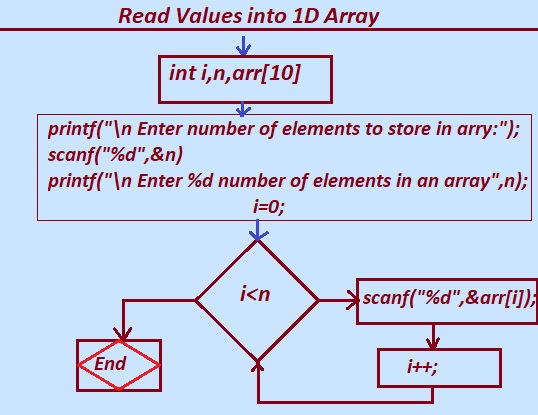 Read Values into 1D Array
int i,n,arr[10]
printf("\n Enter number of elements to store in arry:");
scanf("%d",&n)
printf("\n Enter %d number of elements in an array",n);
i=0;
i<n
scanf("%d",&arr[i]);
End
i++;